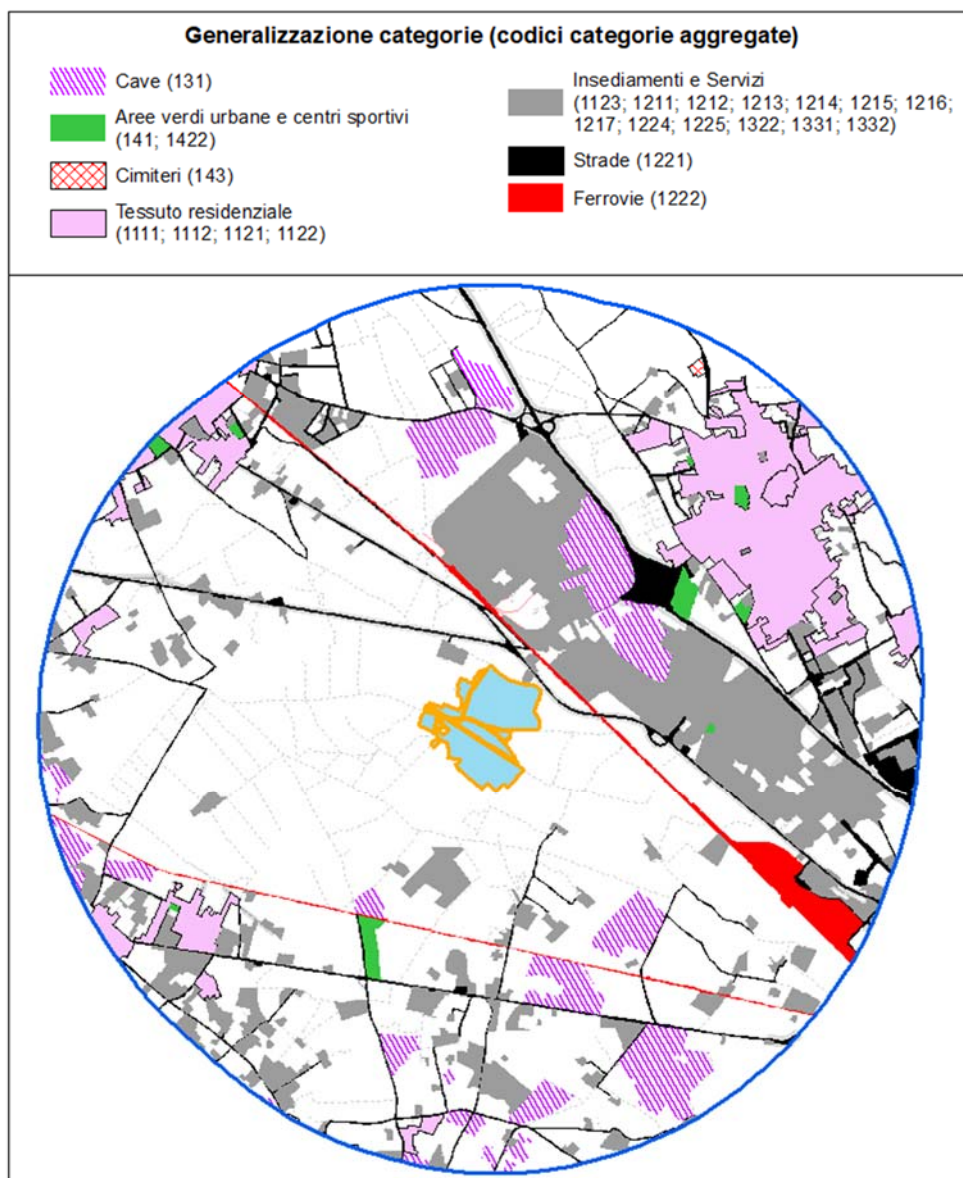 Generalizzazione categorie (codici categorie aggregate)
Cave (131)
Aree verdi urbane e centri sportivi
(141; 1422)
Cimiteri (143)
Tessuto residenziale
(1111; 1112; 1121; 1122)
Insediamenti e Servizi
(1123; 1211; 1212; 1213; 1214; 1215; 1216;
1217; 1224; 1225; 1322; 1331; 1332)
Strade (1221)
Ferrovie (1222)